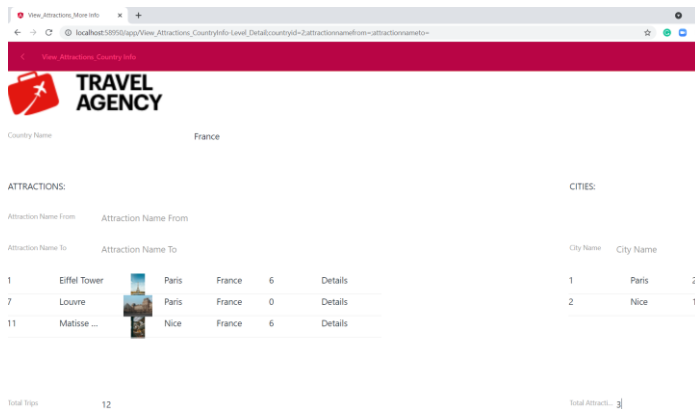 View_Attractions_More Info
localhost:58950/app/View_Attractions_CountryInfo-Level_Detail;countryid=2;attractionnamefrom=;attractionnameto=
View_Attractions_Country Info
TRAVEL
AGENCY
Country Name France
ATTRACTIONS: CITIES:
Attraction Name From Attraction Name From
Attraction Name To Attraction Name To City Name City Name
1 Eiffel Tower Paris France 6 Details 1 Paris 2
7 Louvre Paris France 0 Details 2 Nice 1
11 Matisse ... Nice France 6 Details
Total Trips 12 Total Attracti... 3